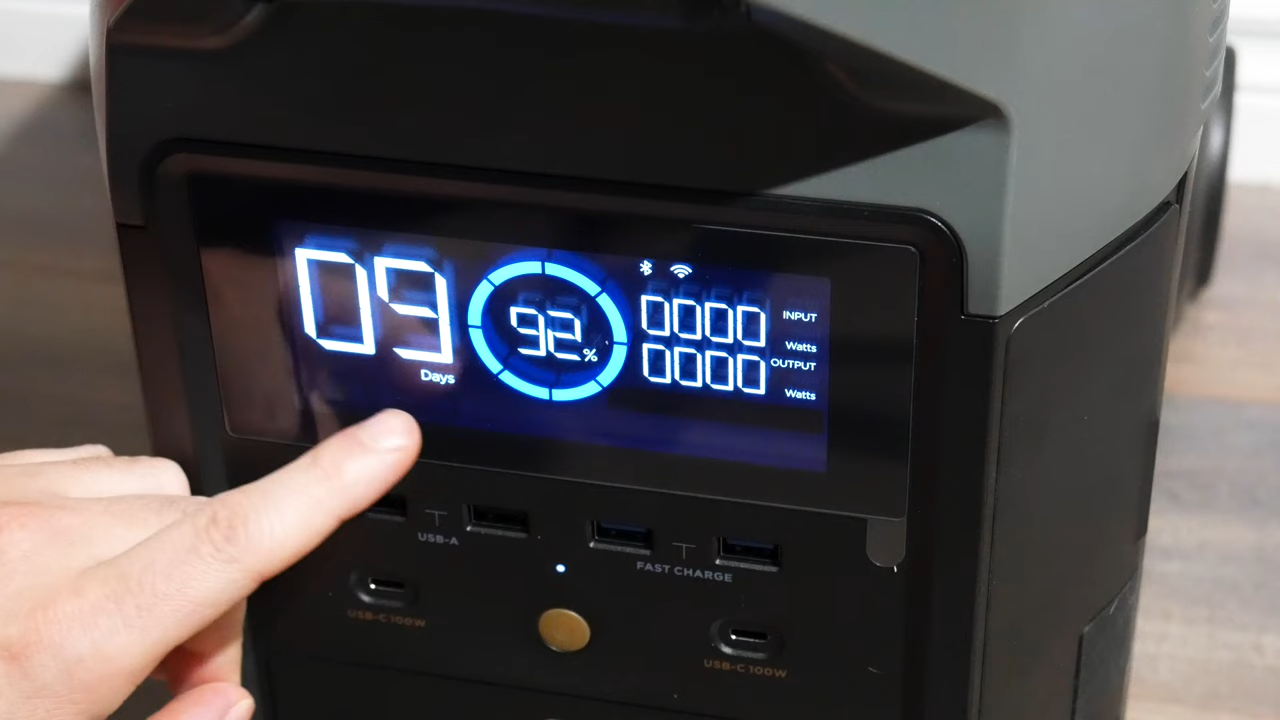 09
Days
92%
0000
INPUT
Watts
0000
OUTPUT
Watts
USB-A
FAST CHARGE
USB-C 100W
USB-C 100W